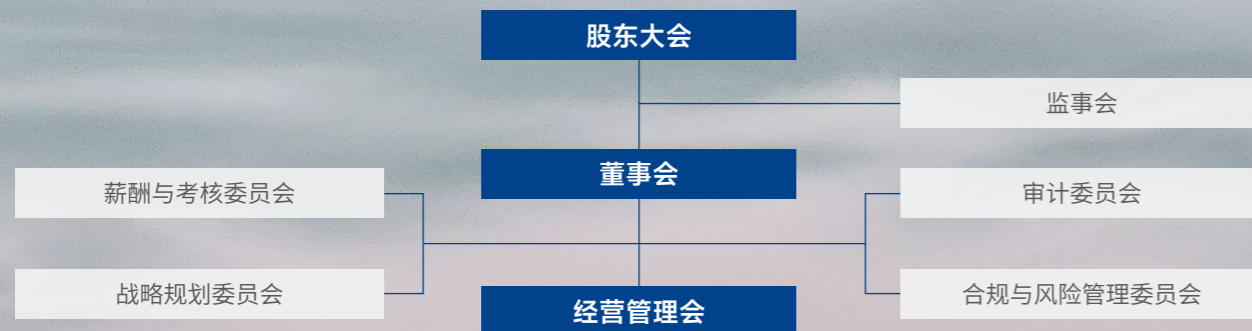 股东大会
监事会
董事会
薪酬与考核委员会
审计委员会
战略规划委员会
合规与风险管理委员会
经营管理会